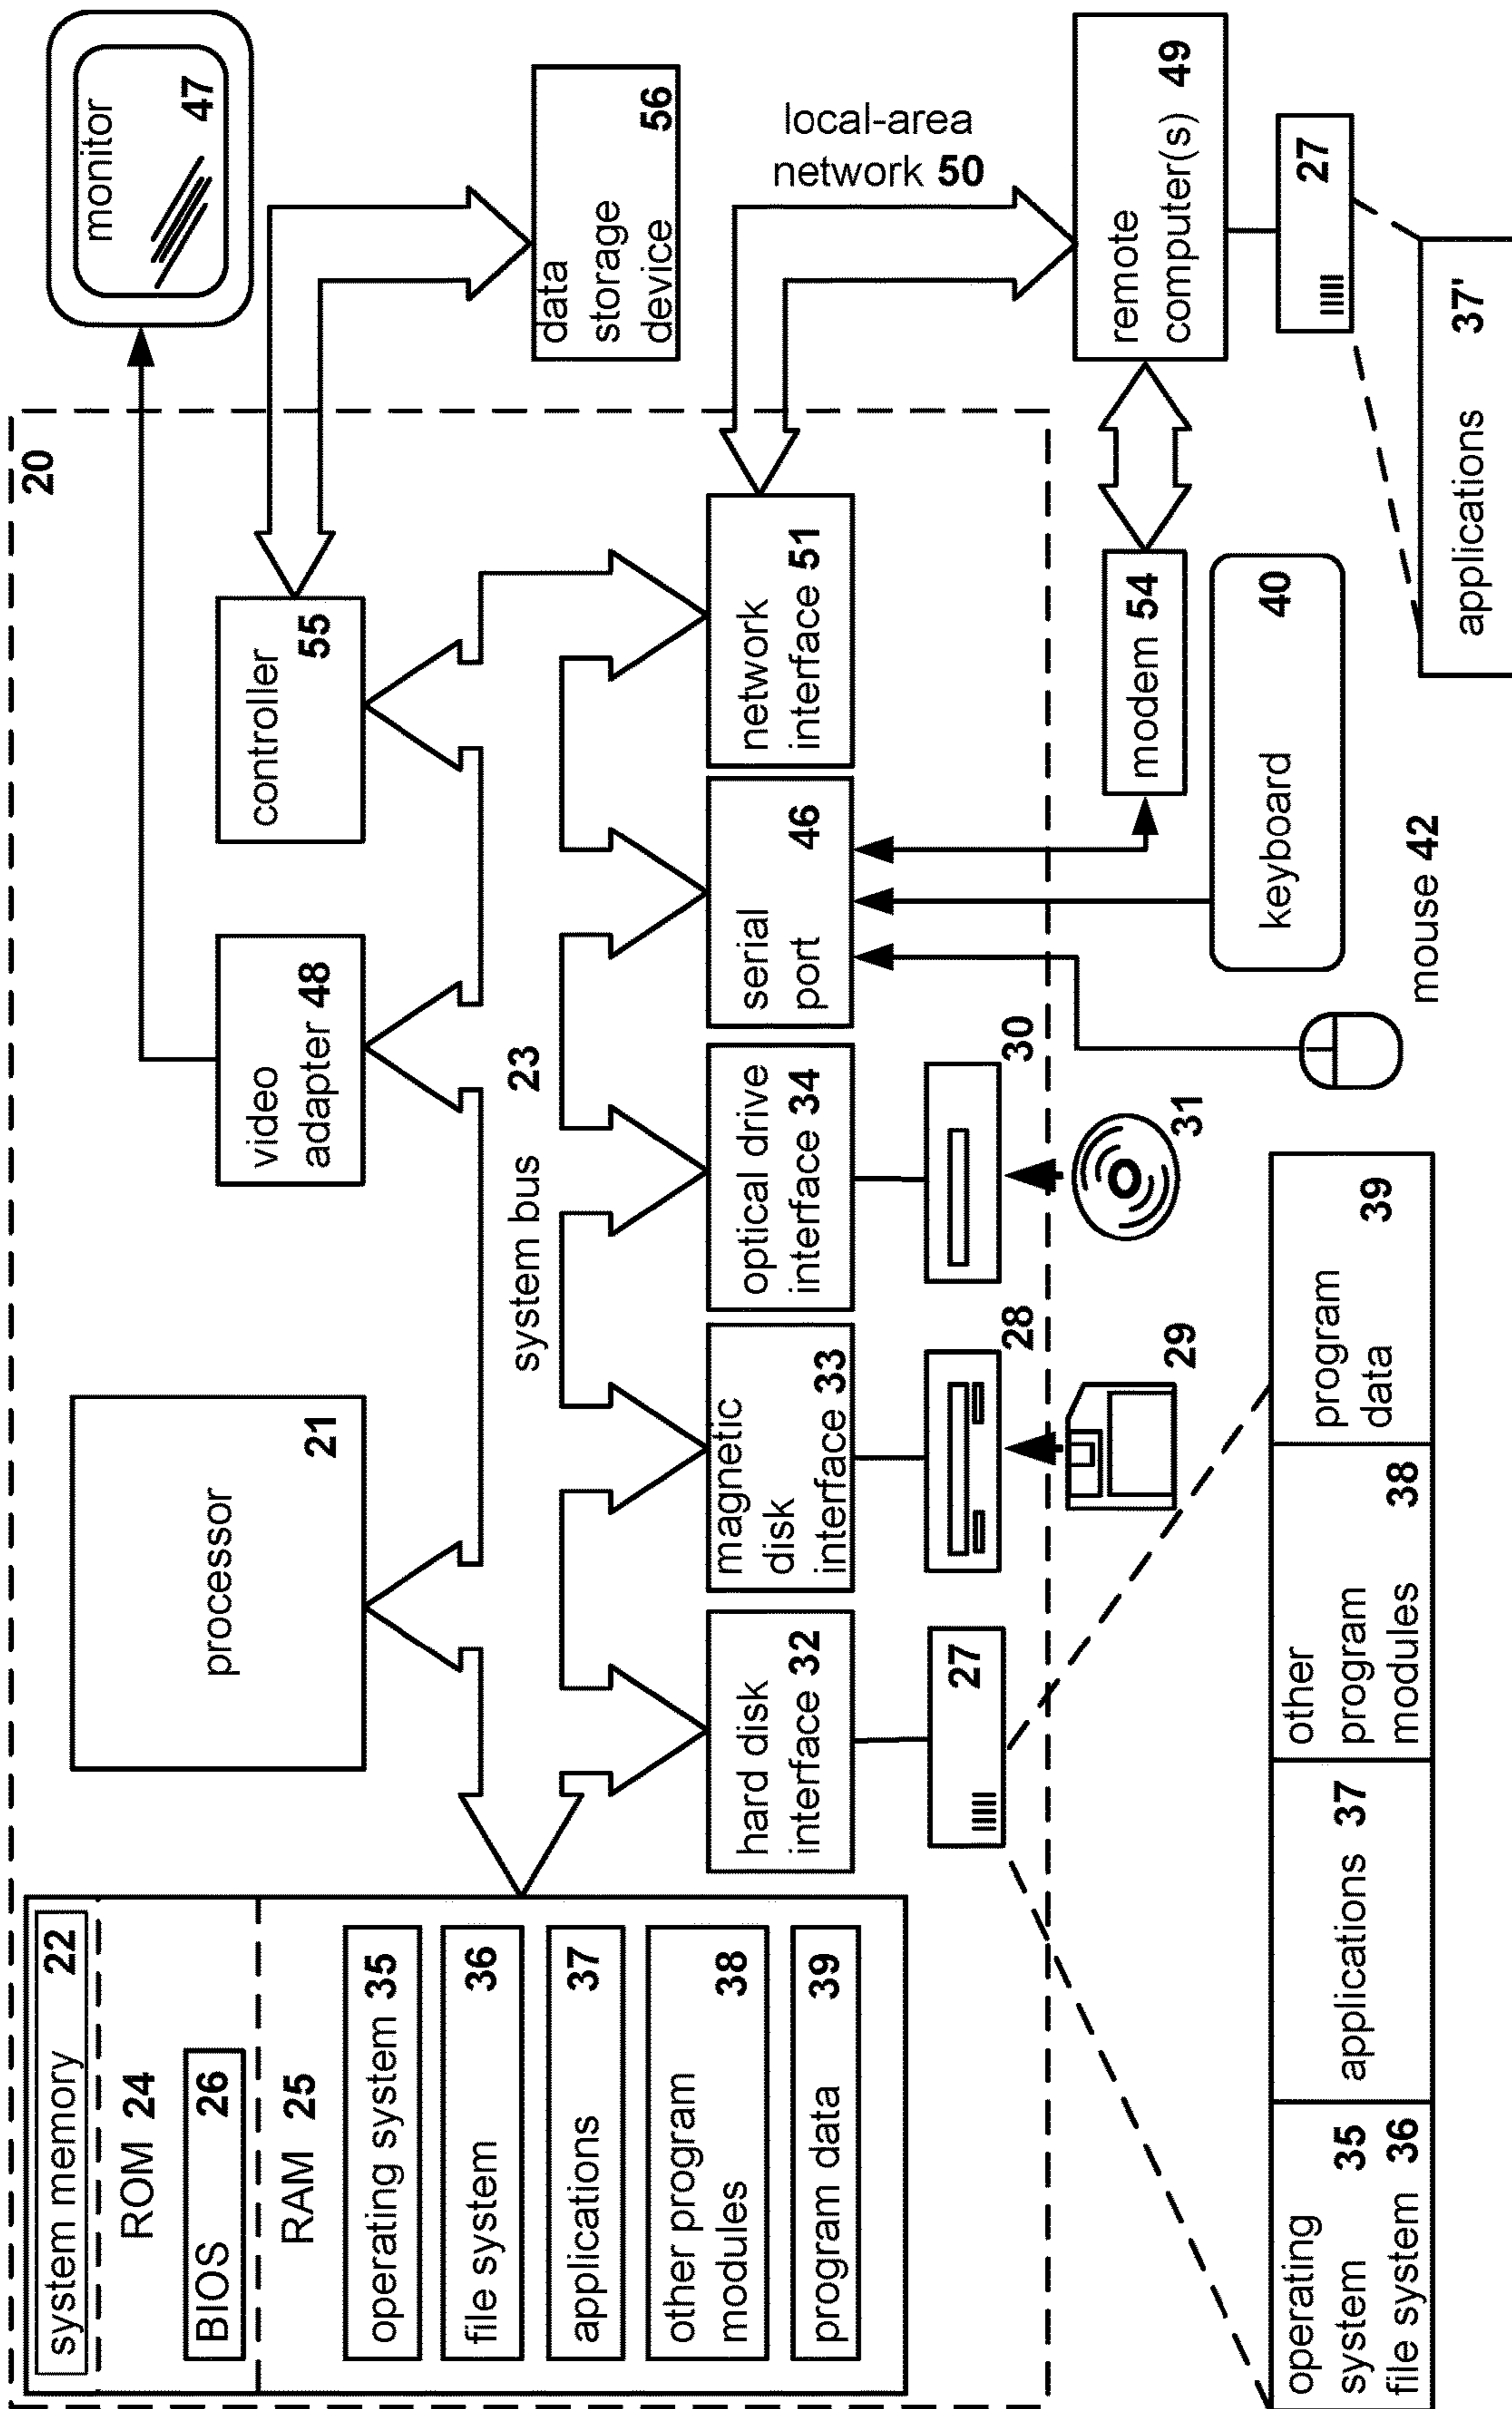 20
system memory 22
ROM 24
BIOS 26
RAM 25
operating system 35
file system 36
applications 37
other program
modules 38
program data 39
processor
21
video
adapter 48
controller
55
monitor
47
system bus 23
data
storage
device 56
hard disk
interface 32
magnetic
disk
interface 33
optical drive
interface 34
serial
port 46
network
interface 51
local-area
network 50
27
28
30
29
31
modem 54
remote
computer(s) 49
27
keyboard 40
mouse 42
operating
system 35
file system 36
applications 37
other
program
modules 38
program
data 39
applications 37'